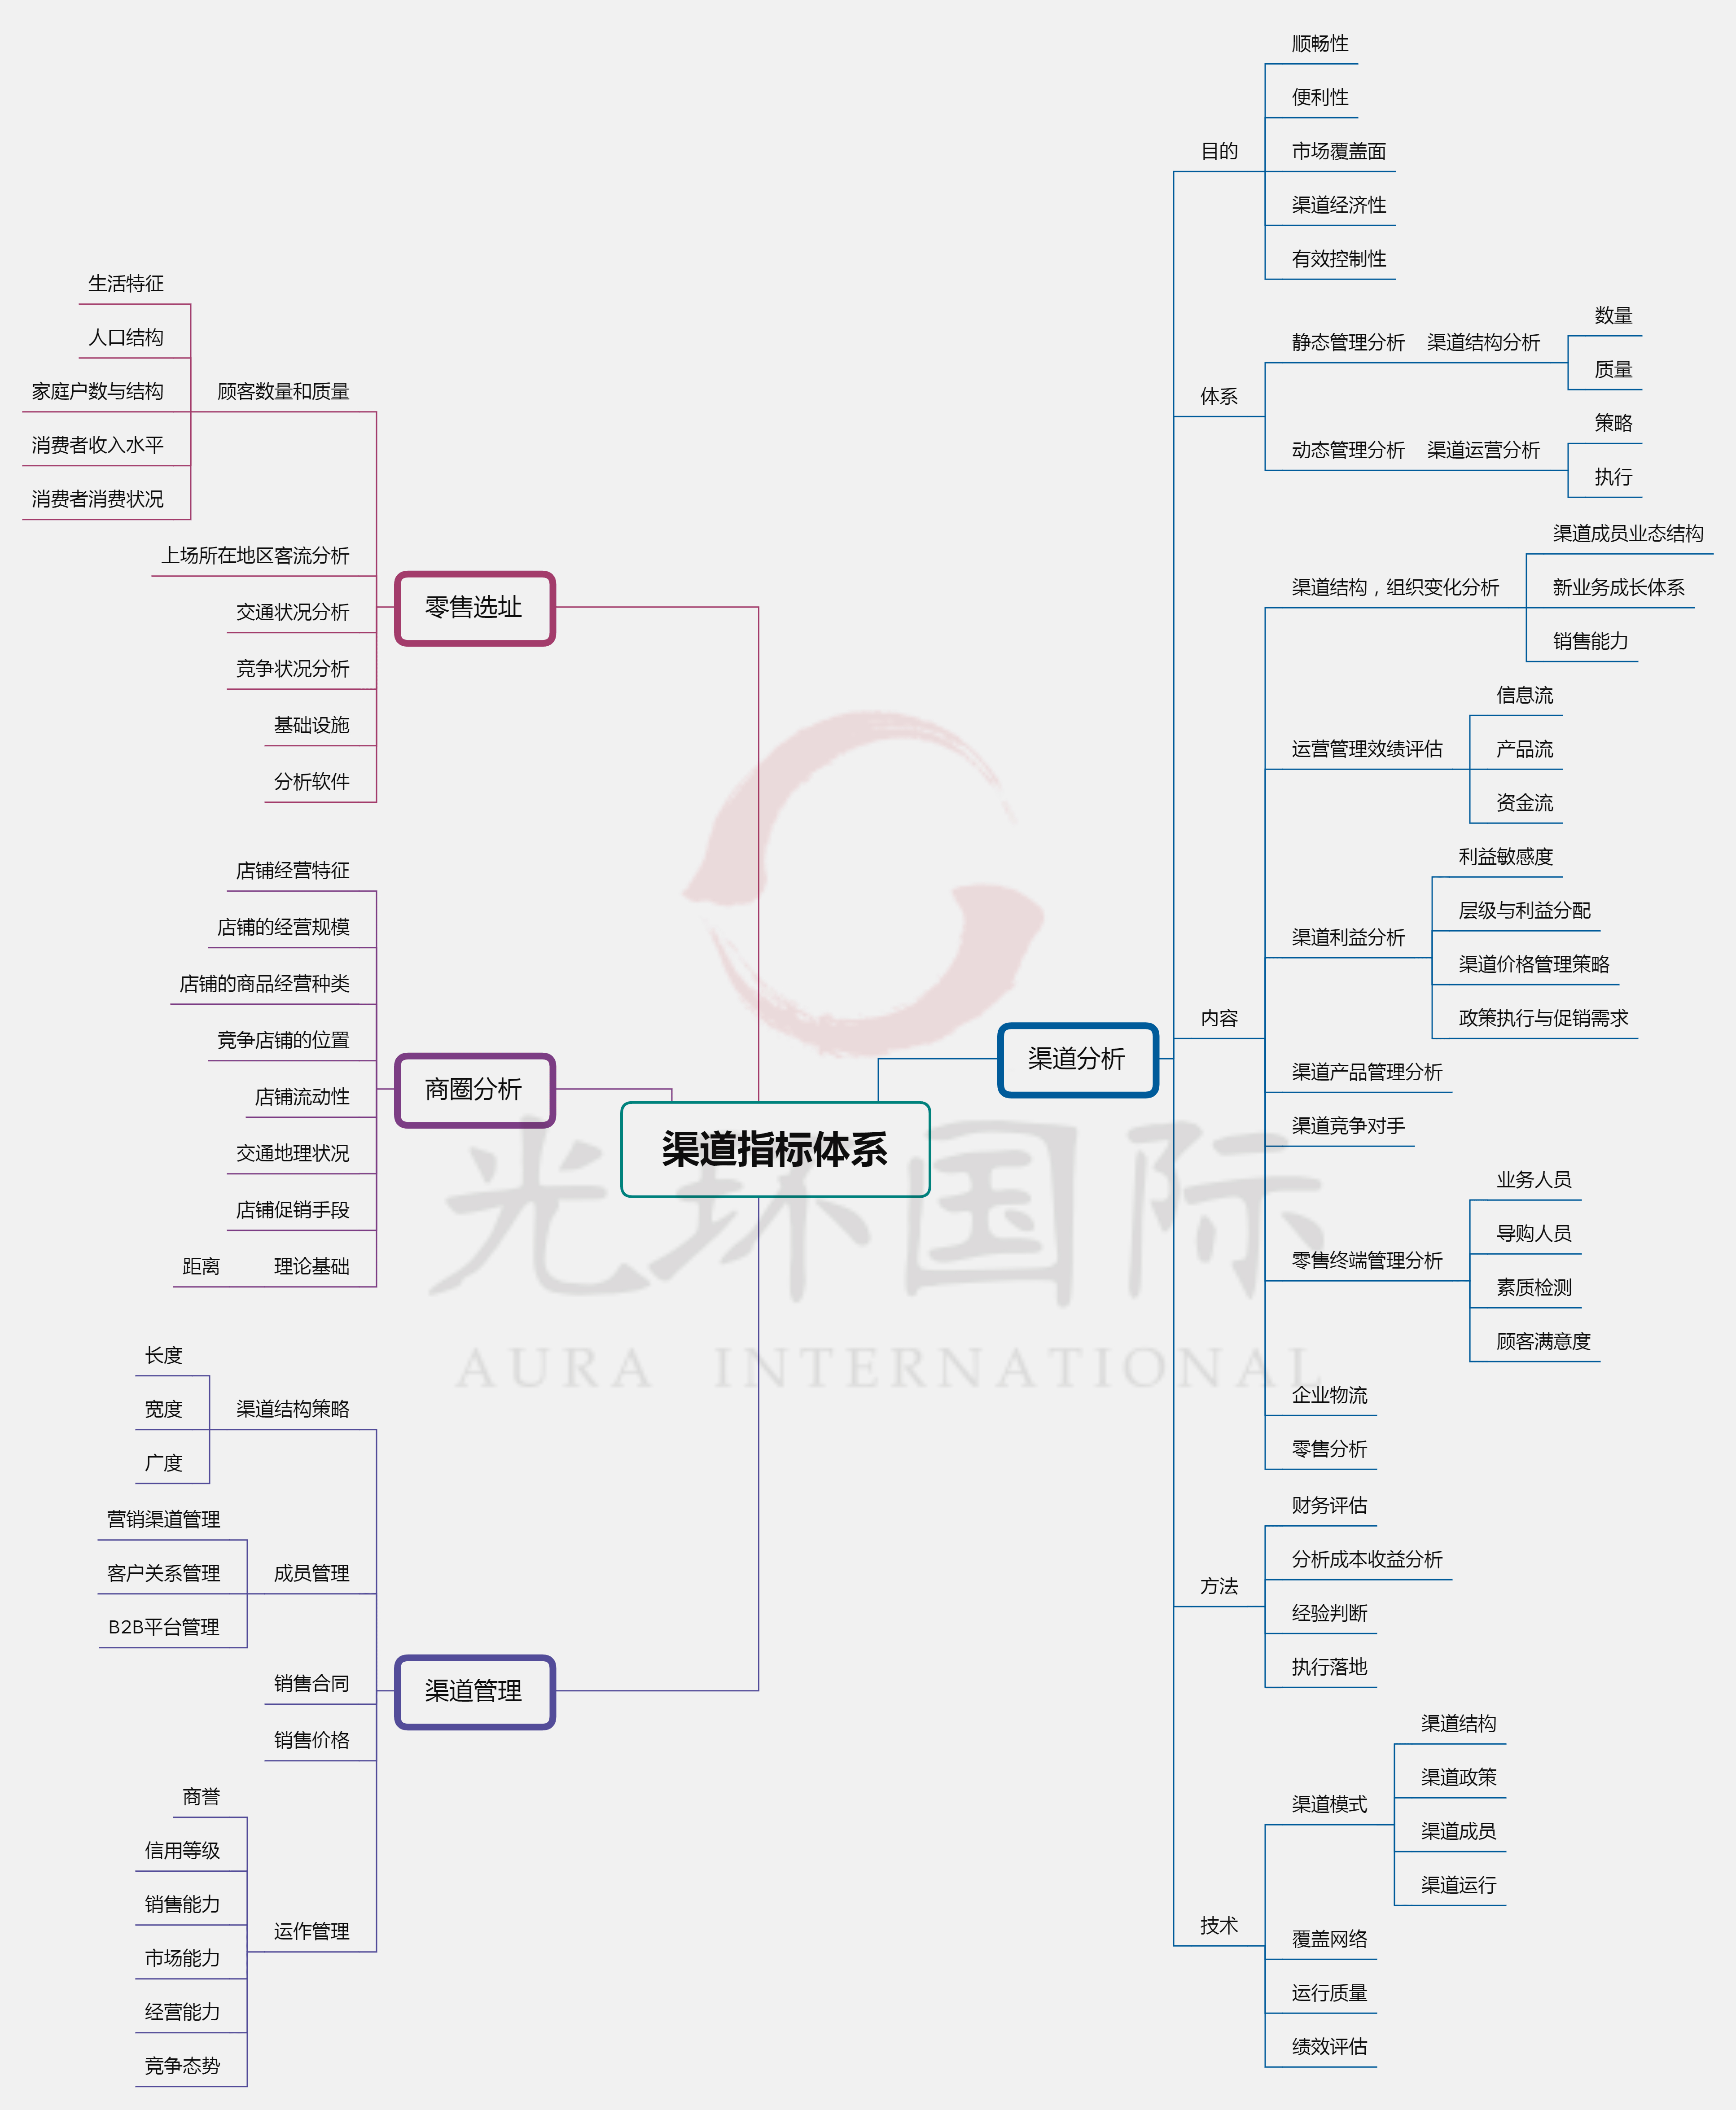 渠道指标体系
渠道分析
目的
顺畅性
便利性
市场覆盖面
渠道经济性
有效控制性
体系
静态管理分析
渠道结构分析
数量
质量
动态管理分析
渠道运营分析
策略
执行
内容
渠道结构，组织变化分析
渠道成员业态结构
新业务成长体系
销售能力
运营管理效绩评估
信息流
产品流
资金流
渠道利益分析
利益敏感度
层级与利益分配
渠道价格管理策略
政策执行与促销需求
渠道产品管理分析
渠道竞争对手
零售终端管理分析
业务人员
导购人员
素质检测
顾客满意度
企业物流
零售分析
方法
财务评估
分析成本收益分析
经验判断
执行落地
技术
渠道模式
渠道结构
渠道政策
渠道成员
渠道运行
覆盖网络
运行质量
绩效评估
零售选址
顾客数量和质量
生活特征
人口结构
家庭户数与结构
消费者收入水平
消费者消费状况
上场所在地区客流分析
交通状况分析
竞争状况分析
基础设施
分析软件
商圈分析
店铺经营特征
店铺的经营规模
店铺的商品经营种类
竞争店铺的位置
店铺流动性
交通地理状况
店铺促销手段
理论基础
距离
渠道管理
渠道结构策略
长度
宽度
广度
成员管理
营销渠道管理
客户关系管理
B2B平台管理
销售合同
销售价格
运作管理
商誉
信用等级
销售能力
市场能力
经营能力
竞争态势
光环国际
AURA INTERNATIONAL